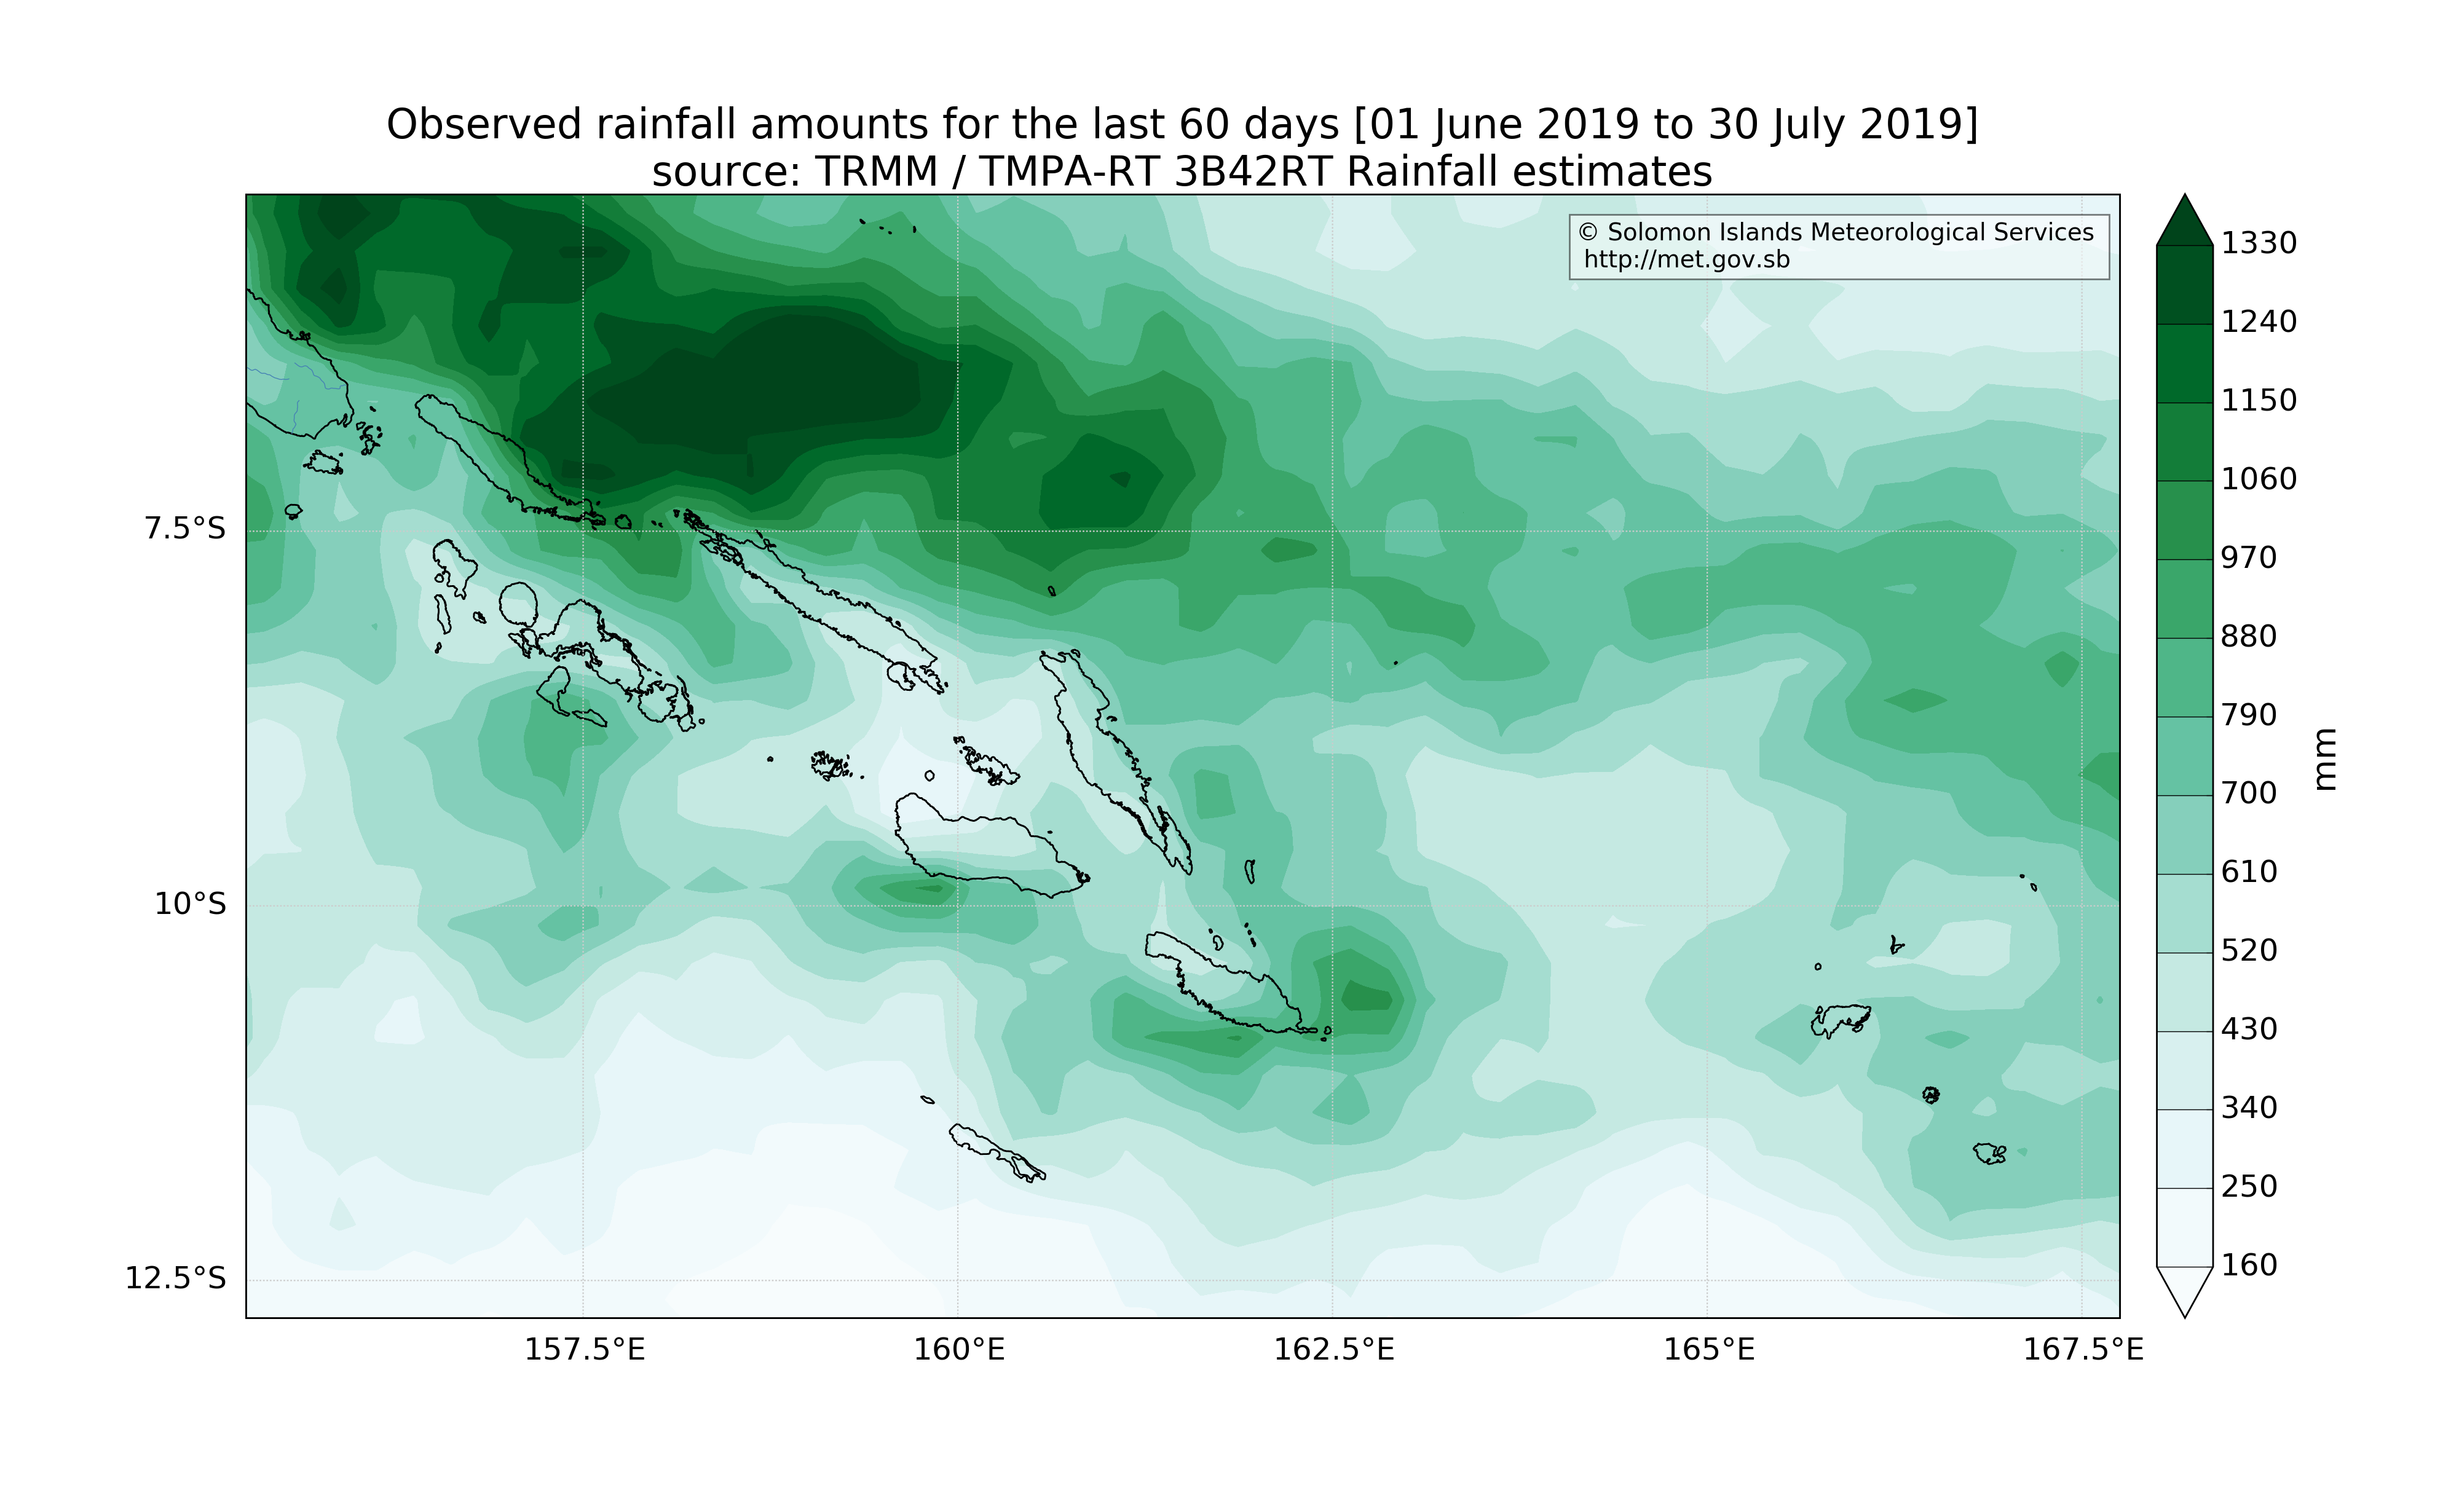 Observed rainfall amounts for the last 60 days [01 June 2019 to 30 July 2019]
source: TRMM / TMPA-RT 3B42RT Rainfall estimates
© Solomon Islands Meteorological Services
http://met.gov.sb
7.5°S
10°S
12.5°S
157.5°E
160°E
162.5°E
165°E
167.5°E
1330
1240
1150
1060
970
880
790
700
610
520
430
340
250
160
mm